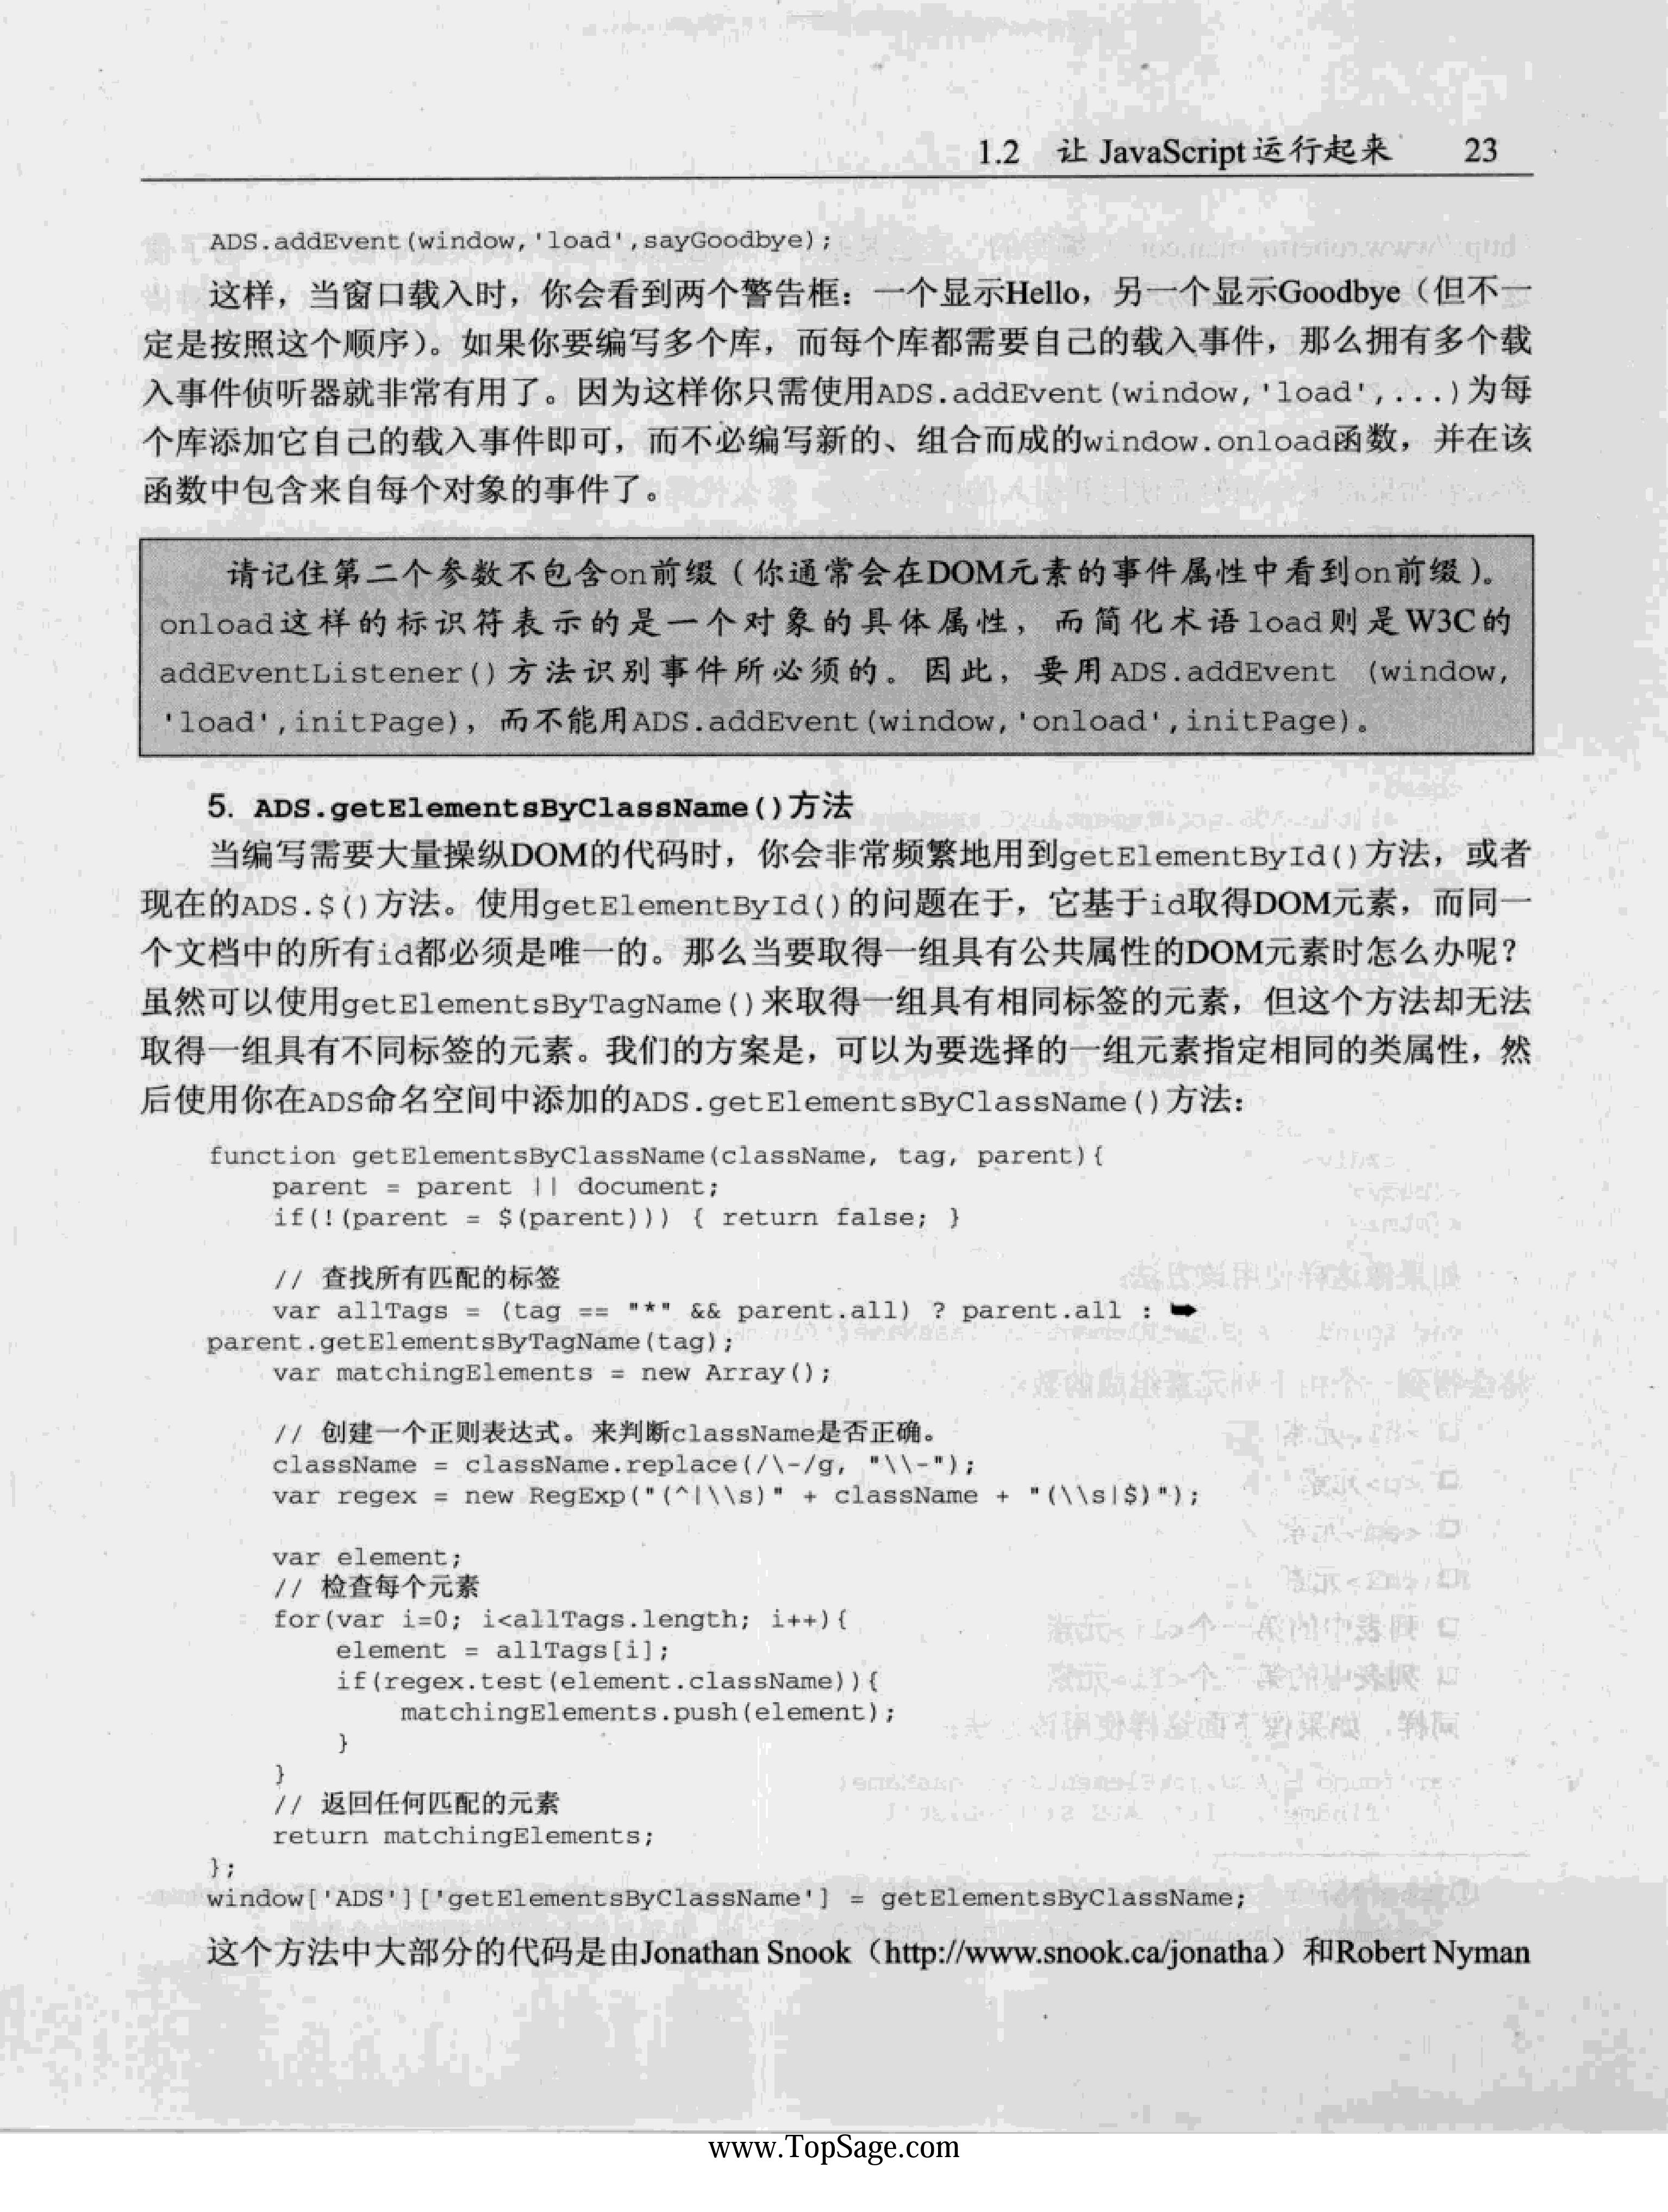 1.2 让 JavaScript 运行起来 23
ADS.addEvent(window,'load',sayGoodbye);
这样，当窗口载入时，你会看到两个警告框：一个显示Hello，另一个显示Goodbye（但不一
定是按照这个顺序）。如果你要编写多个库，而每个库都需要自己的载入事件，那么拥有多个载
入事件侦听器就非常有用了。因为这样你只需使用ADS.addEvent(window,'load',...)为每
个库添加它自己的载入事件即可，而不必编写新的、组合而成的window.onload函数，并在该
函数中包含来自每个对象的事件了。
请记住第二个参数不包含on前缀（你通常会在DOM元素的事件属性中看到on前缀）。
onload这样的标识符表示的是一个对象的具体属性，而简化术语load则是W3C的
addEventListener()方法识别事件所必须的。因此，要用ADS.addEvent (window,
'load',initPage)，而不能用ADS.addEvent(window,'onload',initPage)。
5. ADS.getElementsByClassName()方法
当编写需要大量操纵DOM的代码时，你会非常频繁地用到getElementById()方法，或者
现在的ADS.$()方法。使用getElementById()的问题在于，它基于id取得DOM元素，而同一
个文档中的所有id都必须是唯一的。那么当要取得一组具有公共属性的DOM元素时怎么办呢？
虽然可以使用getElementsByTagName()来取得一组具有相同标签的元素，但这个方法却无法
取得一组具有不同标签的元素。我们的方案是，可以为要选择的一组元素指定相同的类属性，然
后使用你在ADS命名空间中添加的ADS.getElementsByClassName()方法：
function getElementsByClassName(className, tag, parent){
    parent = parent || document;
    if(!(parent = $(parent))) { return false; }
    // 查找所有匹配的标签
    var allTags = (tag == "*" && parent.all) ? parent.all : ➥
parent.getElementsByTagName(tag);
    var matchingElements = new Array();
    // 创建一个正则表达式。来判断className是否正确。
    className = className.replace(/\-/g, "\\-");
    var regex = new RegExp("(^|\\s)" + className + "(\\s|$)");
    var element;
    // 检查每个元素
    for(var i=0; i<allTags.length; i++){
        element = allTags[i];
        if(regex.test(element.className)){
            matchingElements.push(element);
        }
    }
    // 返回任何匹配的元素
    return matchingElements;
};
window['ADS']['getElementsByClassName'] = getElementsByClassName;
这个方法中大部分的代码是由Jonathan Snook（http://www.snook.ca/jonatha）和Robert Nyman
www.TopSage.com